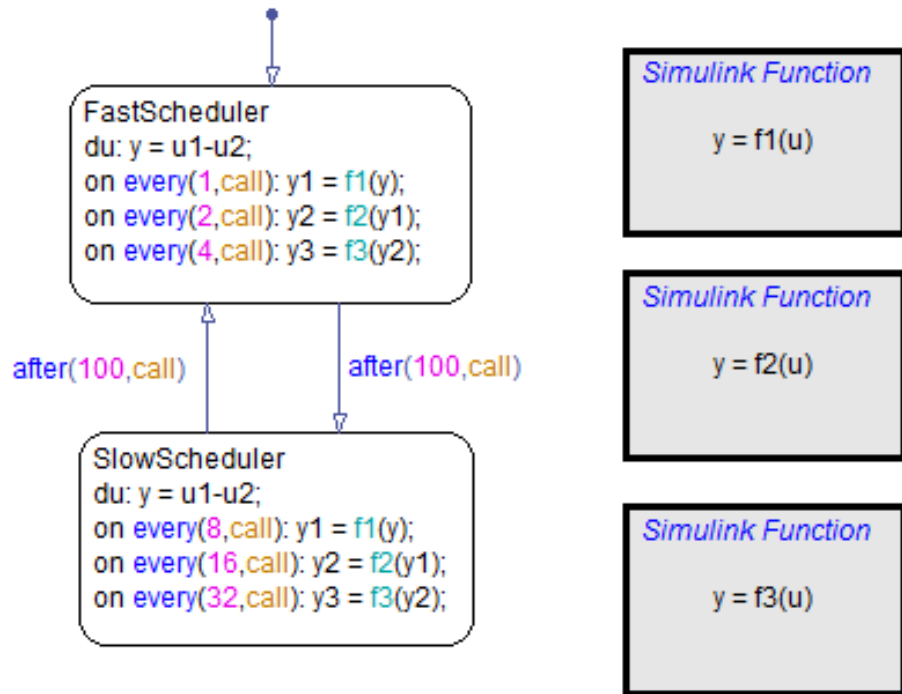 FastScheduler
du: y = u1-u2;
on every(1,call): y1 = f1(y);
on every(2,call): y2 = f2(y1);
on every(4,call): y3 = f3(y2);
after(100,call)
after(100,call)
SlowScheduler
du: y = u1-u2;
on every(8,call): y1 = f1(y);
on every(16,call): y2 = f2(y1);
on every(32,call): y3 = f3(y2);
Simulink Function
y = f1(u)
Simulink Function
y = f2(u)
Simulink Function
y = f3(u)